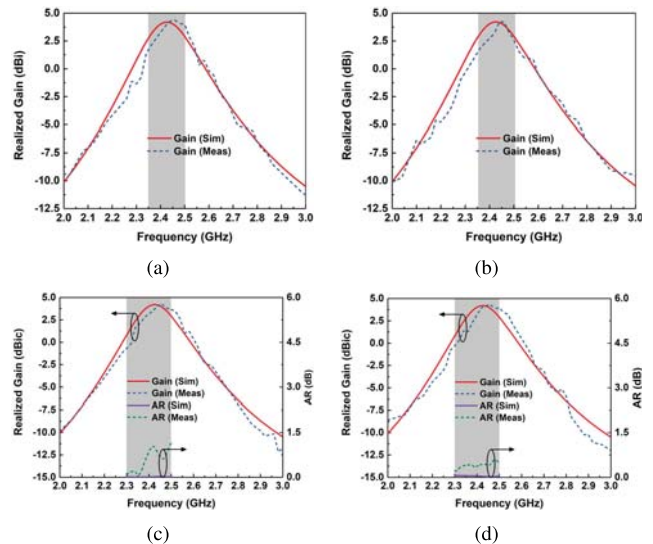 5.0
2.5
0.0
-2.5
-5.0
-7.5
-10.0
-12.5
Realized Gain (dBi)
Gain (Sim)
Gain (Meas)
2.0 2.1 2.2 2.3 2.4 2.5 2.6 2.7 2.8 2.9 3.0
Frequency (GHz)
(a)
5.0
2.5
0.0
-2.5
-5.0
-7.5
-10.0
-12.5
Realized Gain (dBi)
Gain (Sim)
Gain (Meas)
2.0 2.1 2.2 2.3 2.4 2.5 2.6 2.7 2.8 2.9 3.0
Frequency (GHz)
(b)
5.0
2.5
0.0
-2.5
-5.0
-7.5
-10.0
-12.5
-15.0
Realized Gain (dBic)
Gain (Sim)
Gain (Meas)
AR (Sim)
AR (Meas)
6.0
4.5
3.0
1.5
0.0
AR (dB)
2.0 2.1 2.2 2.3 2.4 2.5 2.6 2.7 2.8 2.9 3.0
Frequency (GHz)
(c)
5.0
2.5
0.0
-2.5
-5.0
-7.5
-10.0
-12.5
-15.0
Realized Gain (dBic)
Gain (Sim)
Gain (Meas)
AR (Sim)
AR (Meas)
6.0
4.5
3.0
1.5
0.0
AR (dB)
2.0 2.1 2.2 2.3 2.4 2.5 2.6 2.7 2.8 2.9 3.0
Frequency (GHz)
(d)